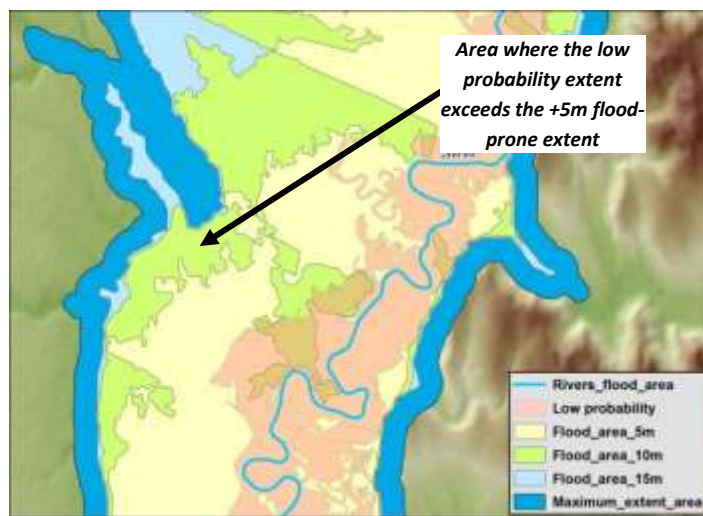 Area where the low
probability extent
exceeds the +5m flood-
prone extent
Rivers_flood_area
Low probability
Flood_area_5m
Flood_area_10m
Flood_area_15m
Maximum_extent_area